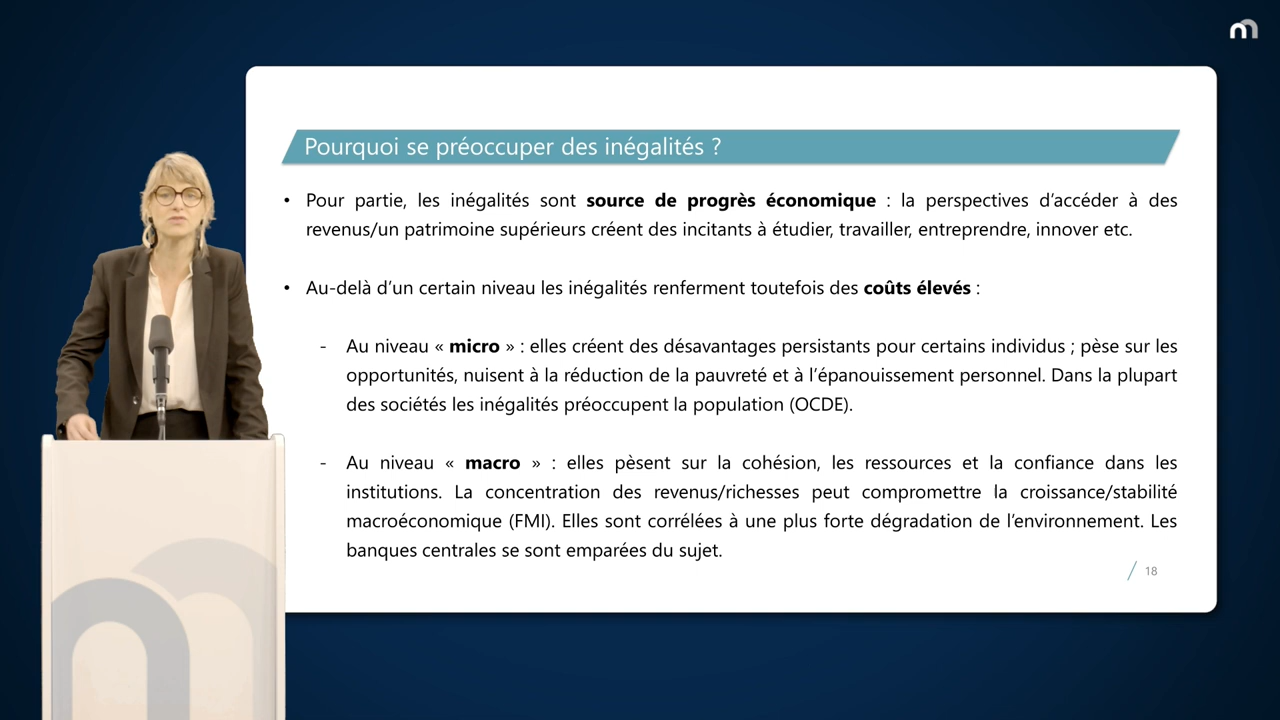 Pourquoi se préoccuper des inégalités ?
• Pour partie, les inégalités sont source de progrès économique : la perspectives d’accéder à des
revenus/un patrimoine supérieurs créent des incitants à étudier, travailler, entreprendre, innover etc.
• Au-delà d’un certain niveau les inégalités renferment toutefois des coûts élevés :
- Au niveau « micro » : elles créent des désavantages persistants pour certains individus ; pèse sur les
opportunités, nuisent à la réduction de la pauvreté et à l’épanouissement personnel. Dans la plupart
des sociétés les inégalités préoccupent la population (OCDE).
- Au niveau « macro » : elles pèsent sur la cohésion, les ressources et la confiance dans les
institutions. La concentration des revenus/richesses peut compromettre la croissance/stabilité
macroéconomique (FMI). Elles sont corrélées à une plus forte dégradation de l’environnement. Les
banques centrales se sont emparées du sujet.
18